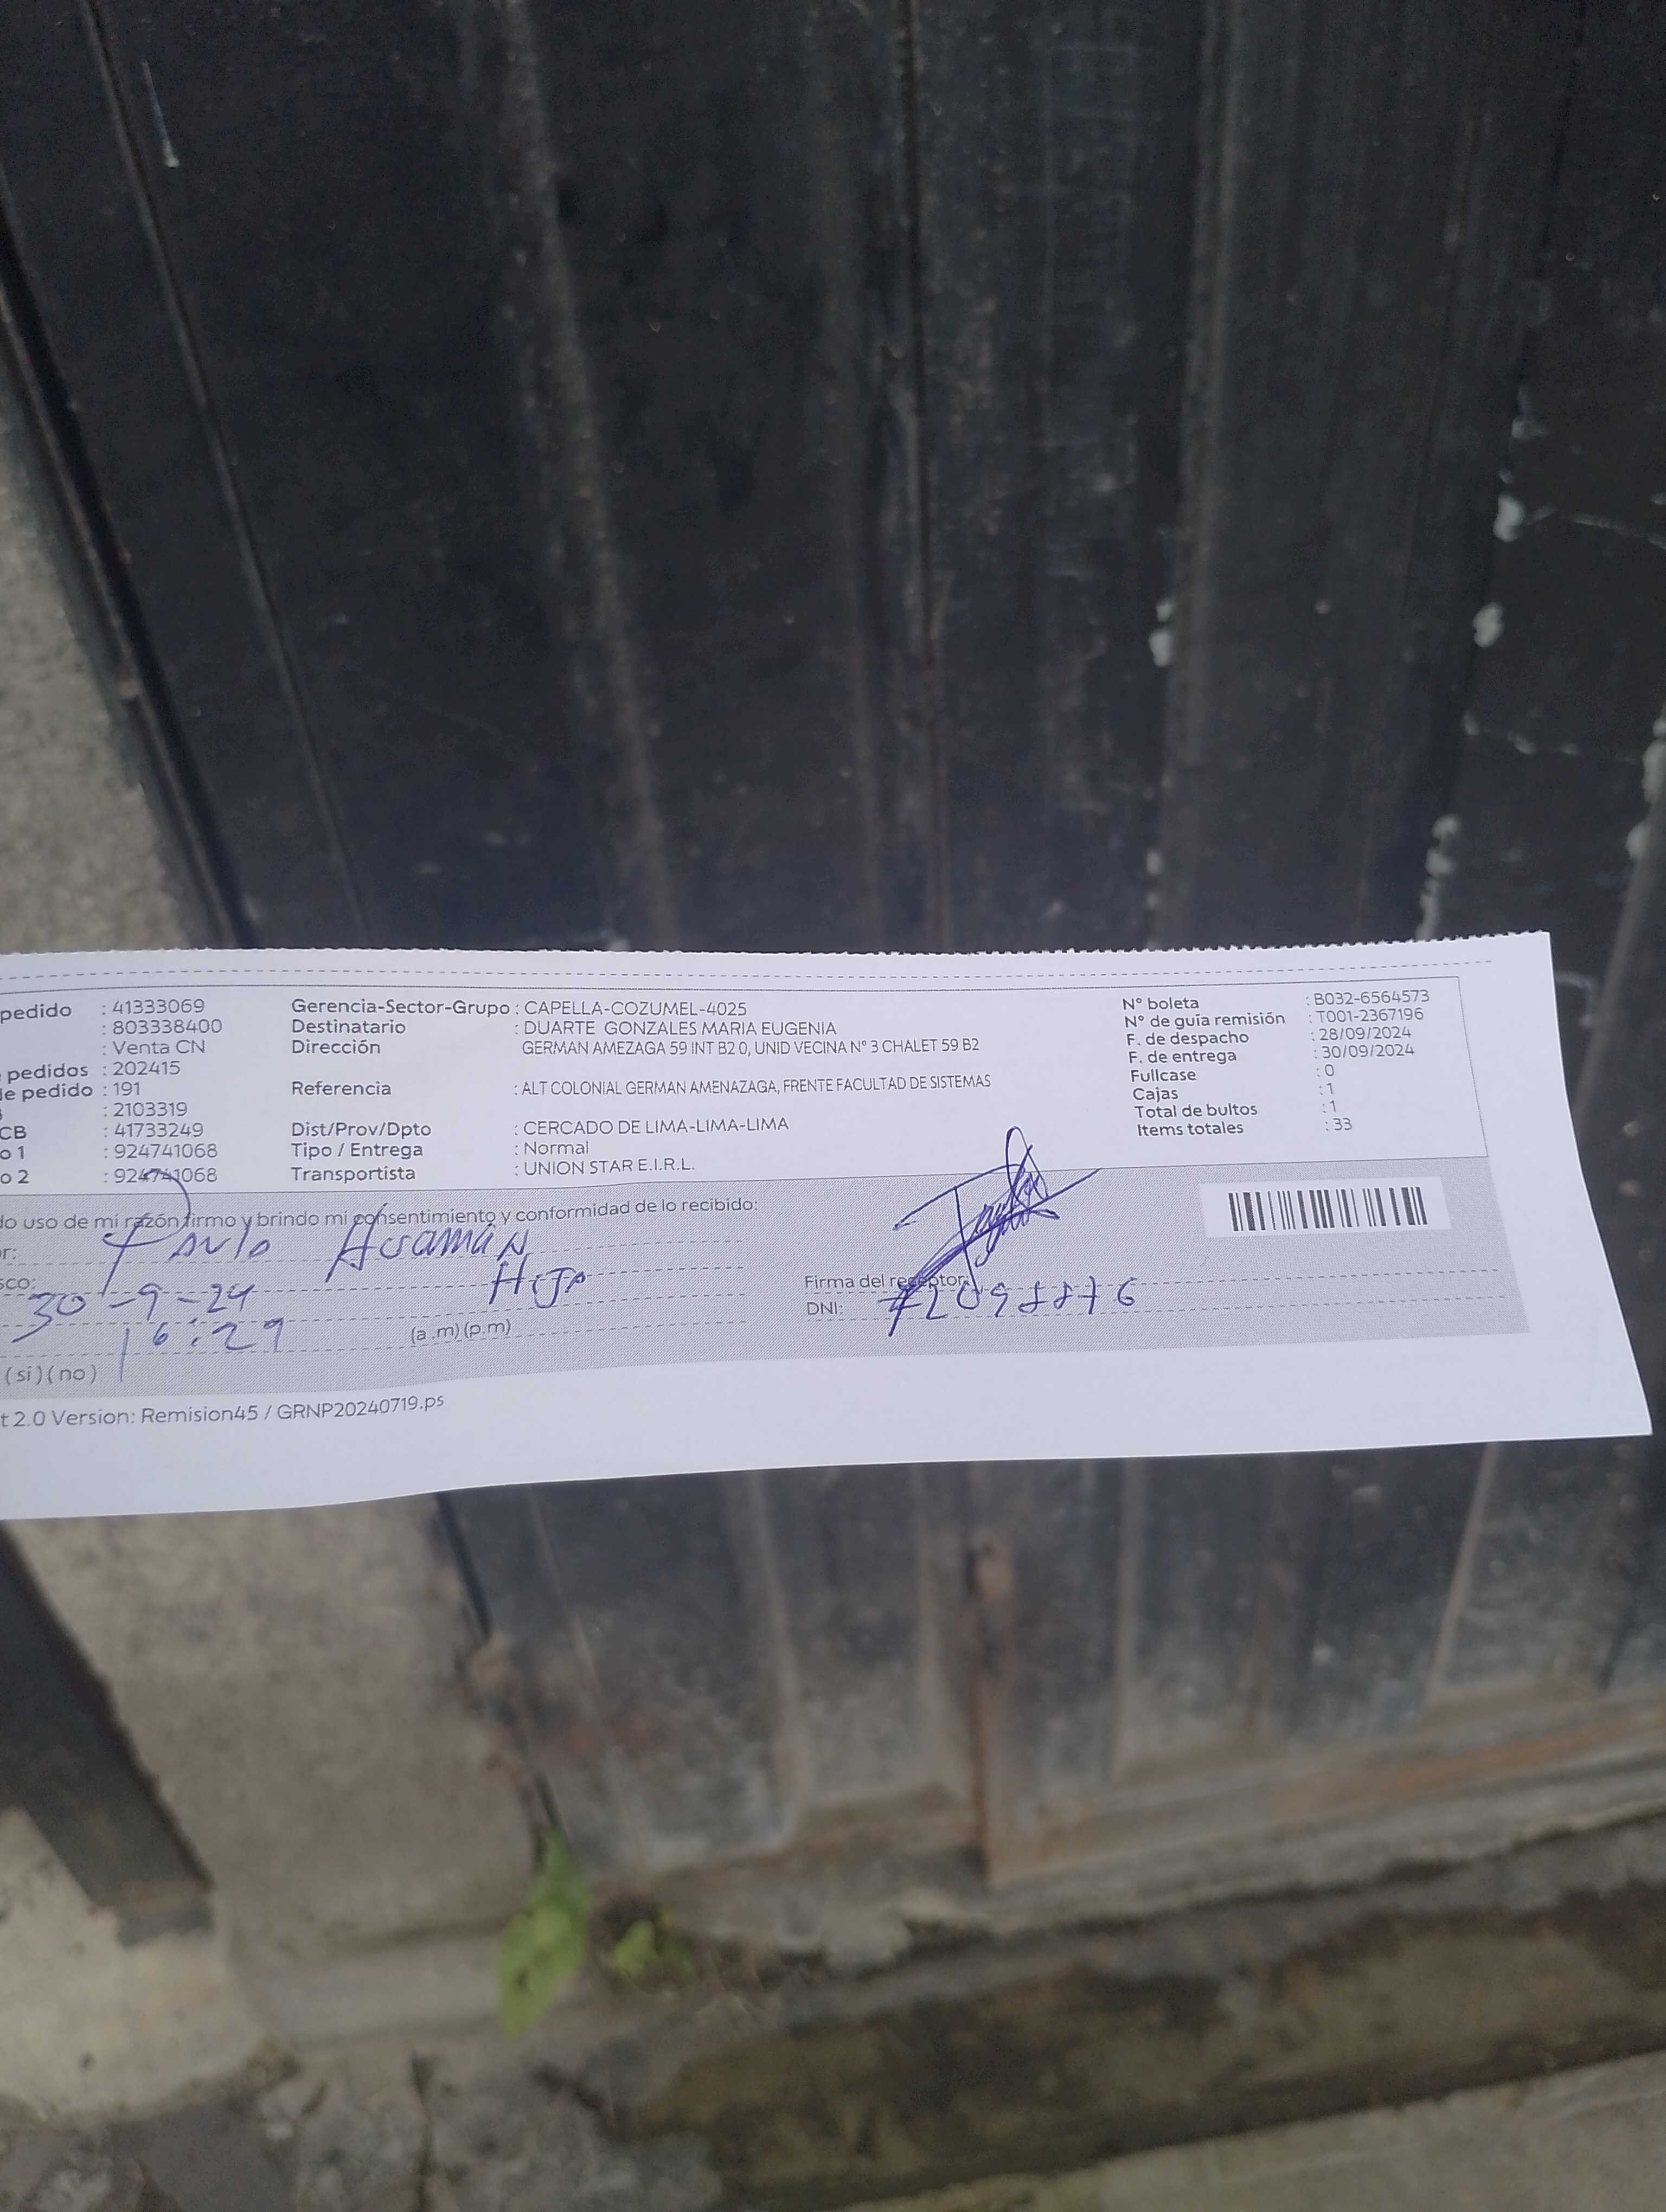 pedido : 41333069 Gerencia-Sector-Grupo : CAPELLA-COZUMEL-4025 N° boleta : B032-6564573
: 803338400 Destinatario : DUARTE GONZALES MARIA EUGENIA N° de guía remisión : T001-2367196
: Venta CN Dirección GERMAN AMEZAGA 59 INT B2 0, UNID VECINA N° 3 CHALET 59 B2 F. de despacho : 28/09/2024
pedidos : 202415 F. de entrega : 30/09/2024
de pedido : 191 Referencia : ALT COLONIAL GERMAN AMENAZAGA, FRENTE FACULTAD DE SISTEMAS Fullcase : 0
: 2103319 Cajas : 1
CB : 41733249 Dist/Prov/Dpto : CERCADO DE LIMA-LIMA-LIMA Total de bultos : 1
o 1 : 924741068 Tipo / Entrega : Normal Items totales : 33
o 2 : 924741068 Transportista : UNION STAR E.I.R.L.
do uso de mi razón firmo y brindo mi consentimiento y conformidad de lo recibido:
r:
sco:
30-9-24
16:29 (a.m) (p.m)
Firma del receptor
DNI:
(si) (no)
t 2.0 Version: Remision45 / GRNP20240719.ps